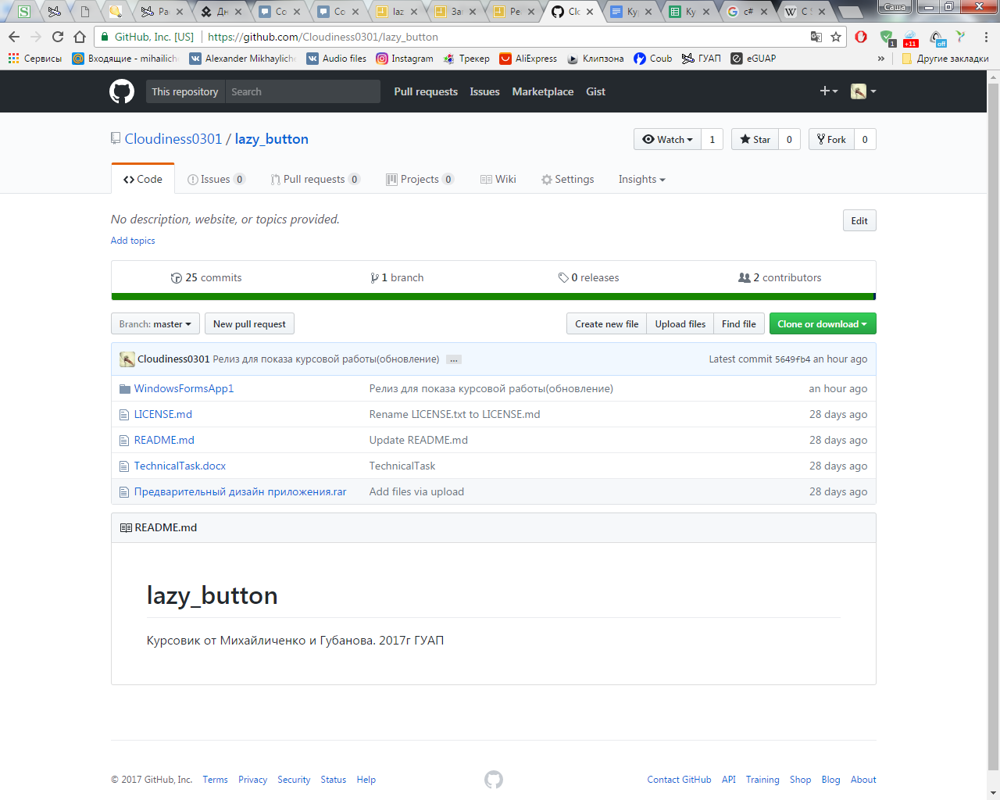 Ра
Дн
Со
Со
laz
За
Ре
Clo
Кур
Ку
c#
C S
Саша
GitHub, Inc. [US] https://github.com/Cloudiness0301/lazy_button
1 +11 off
Сервисы Входящие - mihailich Alexander Mikhayliche Audio files Instagram Трекер AliExpress Клипзона Coub ГУАП eGUAP » Другие закладки
This repository Search Pull requests Issues Marketplace Gist
Cloudiness0301 / lazy_button Watch 1 Star 0 Fork 0
Code Issues 0 Pull requests 0 Projects 0 Wiki Settings Insights
No description, website, or topics provided. Edit
Add topics
25 commits 1 branch 0 releases 2 contributors
Branch: master New pull request Create new file Upload files Find file Clone or download
Cloudiness0301 Релиз для показа курсовой работы(обновление) ... Latest commit 5649fb4 an hour ago
WindowsFormsApp1 Релиз для показа курсовой работы(обновление) an hour ago
LICENSE.md Rename LICENSE.txt to LICENSE.md 28 days ago
README.md Update README.md 28 days ago
TechnicalTask.docx TechnicalTask 28 days ago
Предварительный дизайн приложения.rar Add files via upload 28 days ago
README.md
lazy_button
Курсовик от Михайличенко и Губанова. 2017г ГУАП
© 2017 GitHub, Inc. Terms Privacy Security Status Help Contact GitHub API Training Shop Blog About